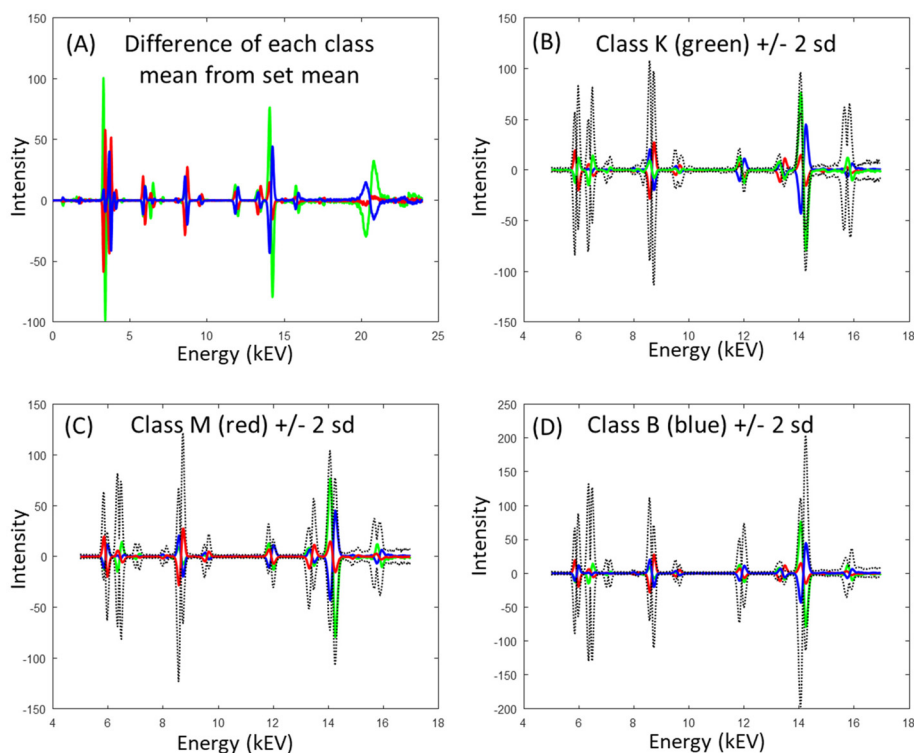 (A) Difference of each class
mean from set mean
150
100
50
0
-50
-100
Intensity
0 5 10 15 20 25
Energy (kEV)
(B) Class K (green) +/- 2 sd
150
100
50
0
-50
-100
-150
Intensity
4 6 8 10 12 14 16 18
Energy (kEV)
(C) Class M (red) +/- 2 sd
150
100
50
0
-50
-100
-150
Intensity
4 6 8 10 12 14 16 18
Energy (kEV)
(D) Class B (blue) +/- 2 sd
250
200
150
100
50
0
-50
-100
-150
-200
Intensity
4 6 8 10 12 14 16 18
Energy (kEV)